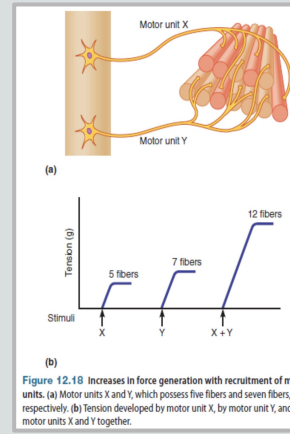 Motor unit X
Motor unit Y
(a)
Tension (g)
12 fibers
7 fibers
5 fibers
Stimuli
X
Y
X + Y
(b)
Figure 12.18 Increases in force generation with recruitment of m
units. (a) Motor units X and Y, which possess five fibers and seven fibers,
respectively. (b) Tension developed by motor unit X, by motor unit Y, and
motor units X and Y together.